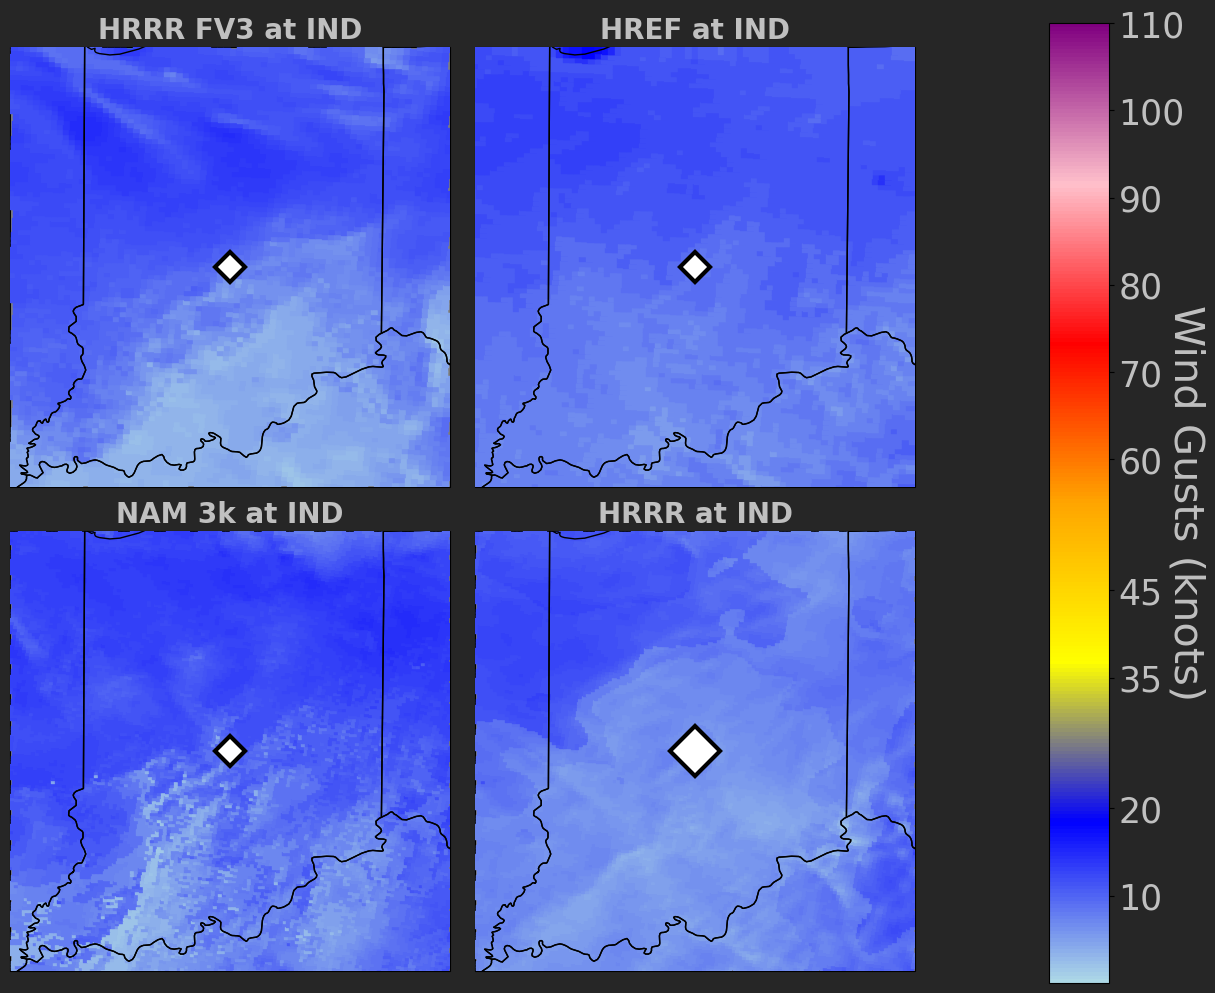 HRRR FV3 at IND
HREF at IND
NAM 3k at IND
HRRR at IND
110
100
90
80
70
60
45
35
20
10
Wind Gusts (knots)